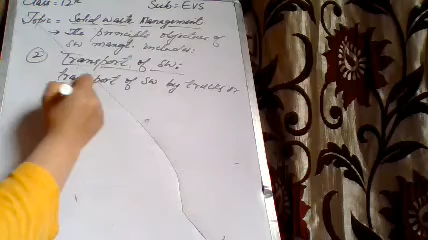 Class = 12th Sub: EVS
Topic = Solid waste management
→ The principle objectives of
SW mangt. includes:
② Transport of SW:-
transport of SW by trucks or